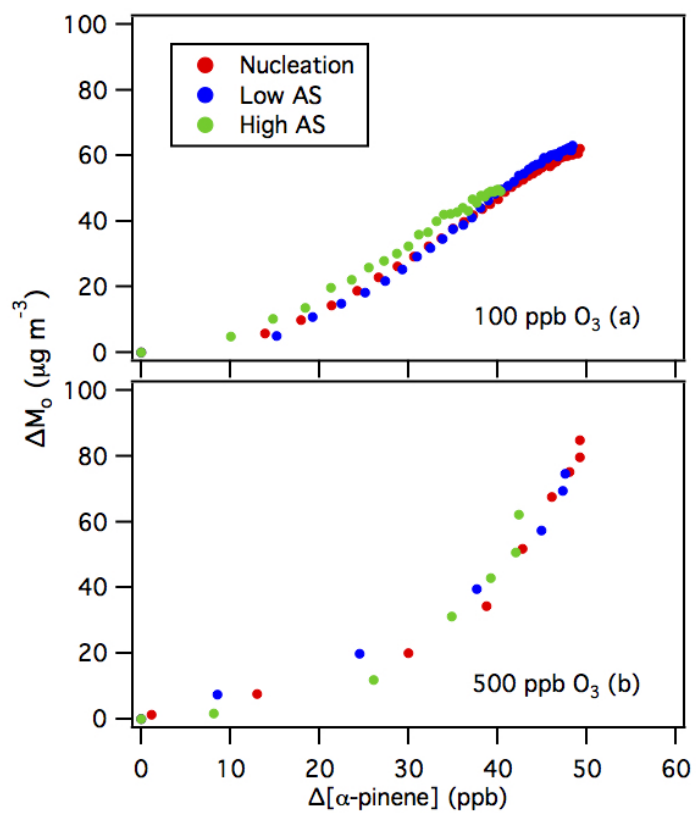 100
80
60
40
20
0
Nucleation
Low AS
High AS
100 ppb O₃ (a)
ΔMₒ (μg m⁻³)
100
80
60
40
20
0
500 ppb O₃ (b)
0 10 20 30 40 50 60
Δ[α-pinene] (ppb)